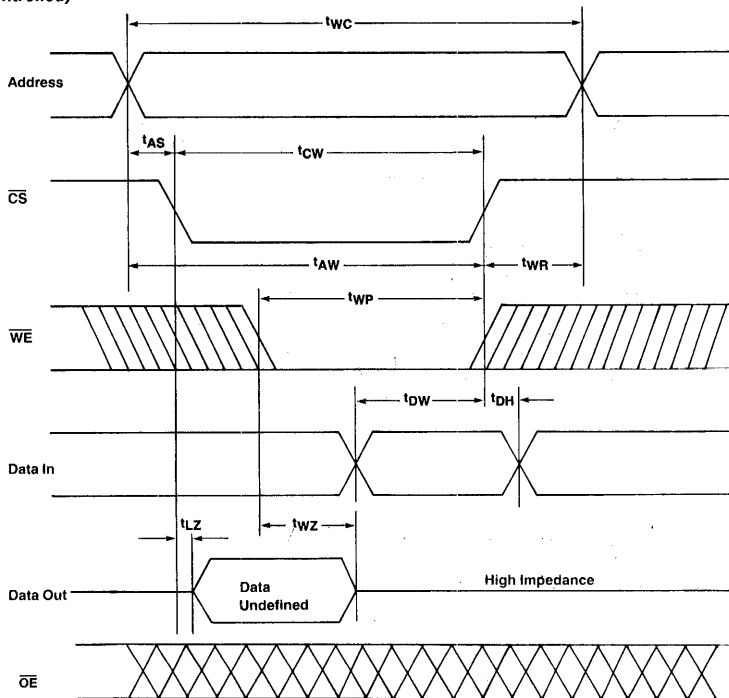 ntrolled)
tWC
Address
tAS
tCW
CS
tAW
tWR
tWP
WE
tDW
tDH
Data In
tLZ
tWZ
Data Out
Data
Undefined
High Impedance
OE